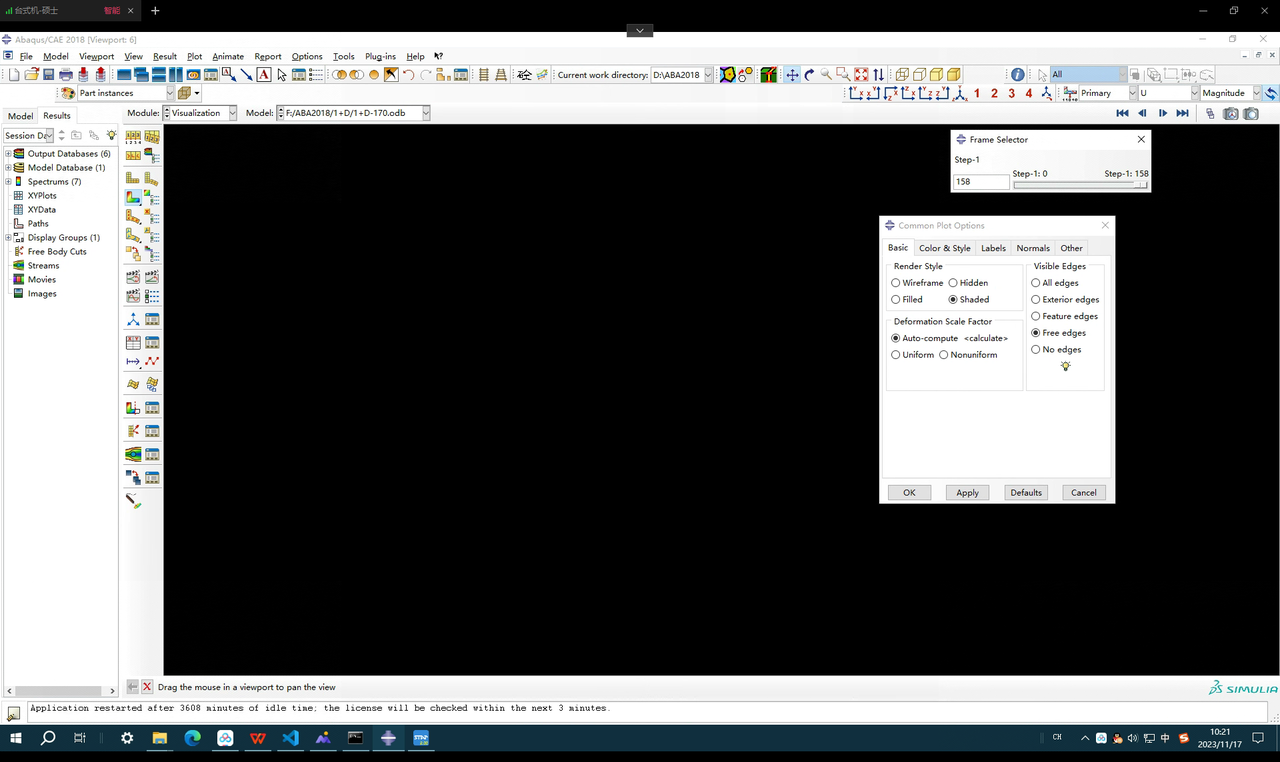 台式机-硕士 智能
Abaqus/CAE 2018 [Viewport: 6]
File Model Viewport View Result Plot Animate Report Options Tools Plug-ins Help
Current work directory: D:\ABA2018 All
Part instances 1 2 3 4 Primary U Magnitude
Model Results Module: Visualization Model: F:/ABA2018/1+D/1+D-170.odb
Session Da
Output Databases (6)
Model Database (1)
Spectrums (7)
XYPlots
XYData
Paths
Display Groups (1)
Free Body Cuts
Streams
Movies
Images
Frame Selector
Step-1
Step-1: 0 Step-1: 158
158
Common Plot Options
Basic Color & Style Labels Normals Other
Render Style Visible Edges
Wireframe Hidden All edges
Filled Shaded Exterior edges
Feature edges
Deformation Scale Factor
Free edges
Auto-compute <calculate>
No edges
Uniform Nonuniform
OK Apply Defaults Cancel
Drag the mouse in a viewport to pan the view
SIMULIA
Application restarted after 3608 minutes of idle time; the license will be checked within the next 3 minutes.
CH 中 10:21
2023/11/17